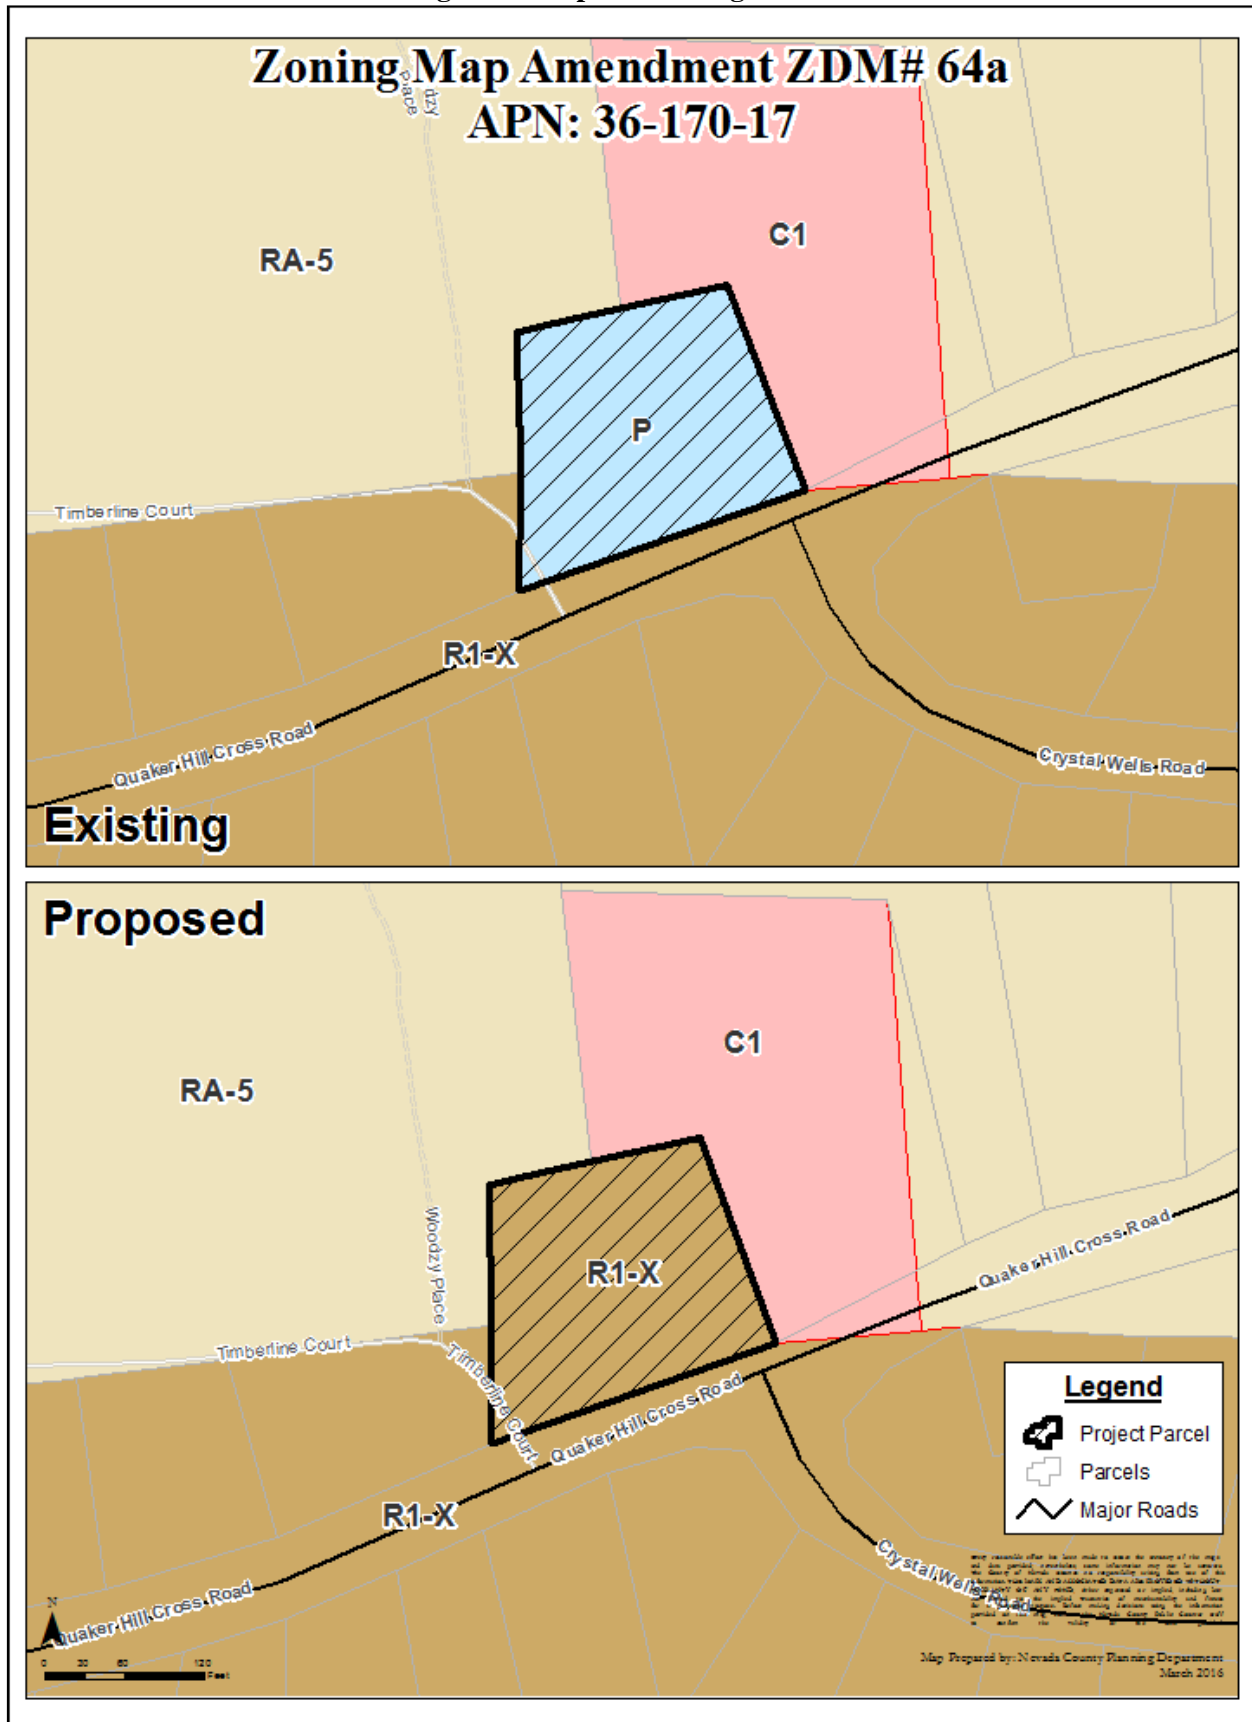 Zoning Map Amendment ZDM# 64a
APN: 36-170-17
Place
C1
RA-5
P
Timberline Court
R1-X
Quaker Hill Cross Road
Crystal Wells Road
Existing
Proposed
C1
RA-5
Woodzy Place
Quaker Hill Cross Road
R1-X
Timberline Court
Timberline Court
Quaker Hill Cross Road
Legend
Project Parcel
Parcels
Major Roads
R1-X
Crystal Wells Road
Quaker Hill Cross Road
N
0 30 60 120
Feet
Map Prepared by: Nevada County Planning Department
March 2016